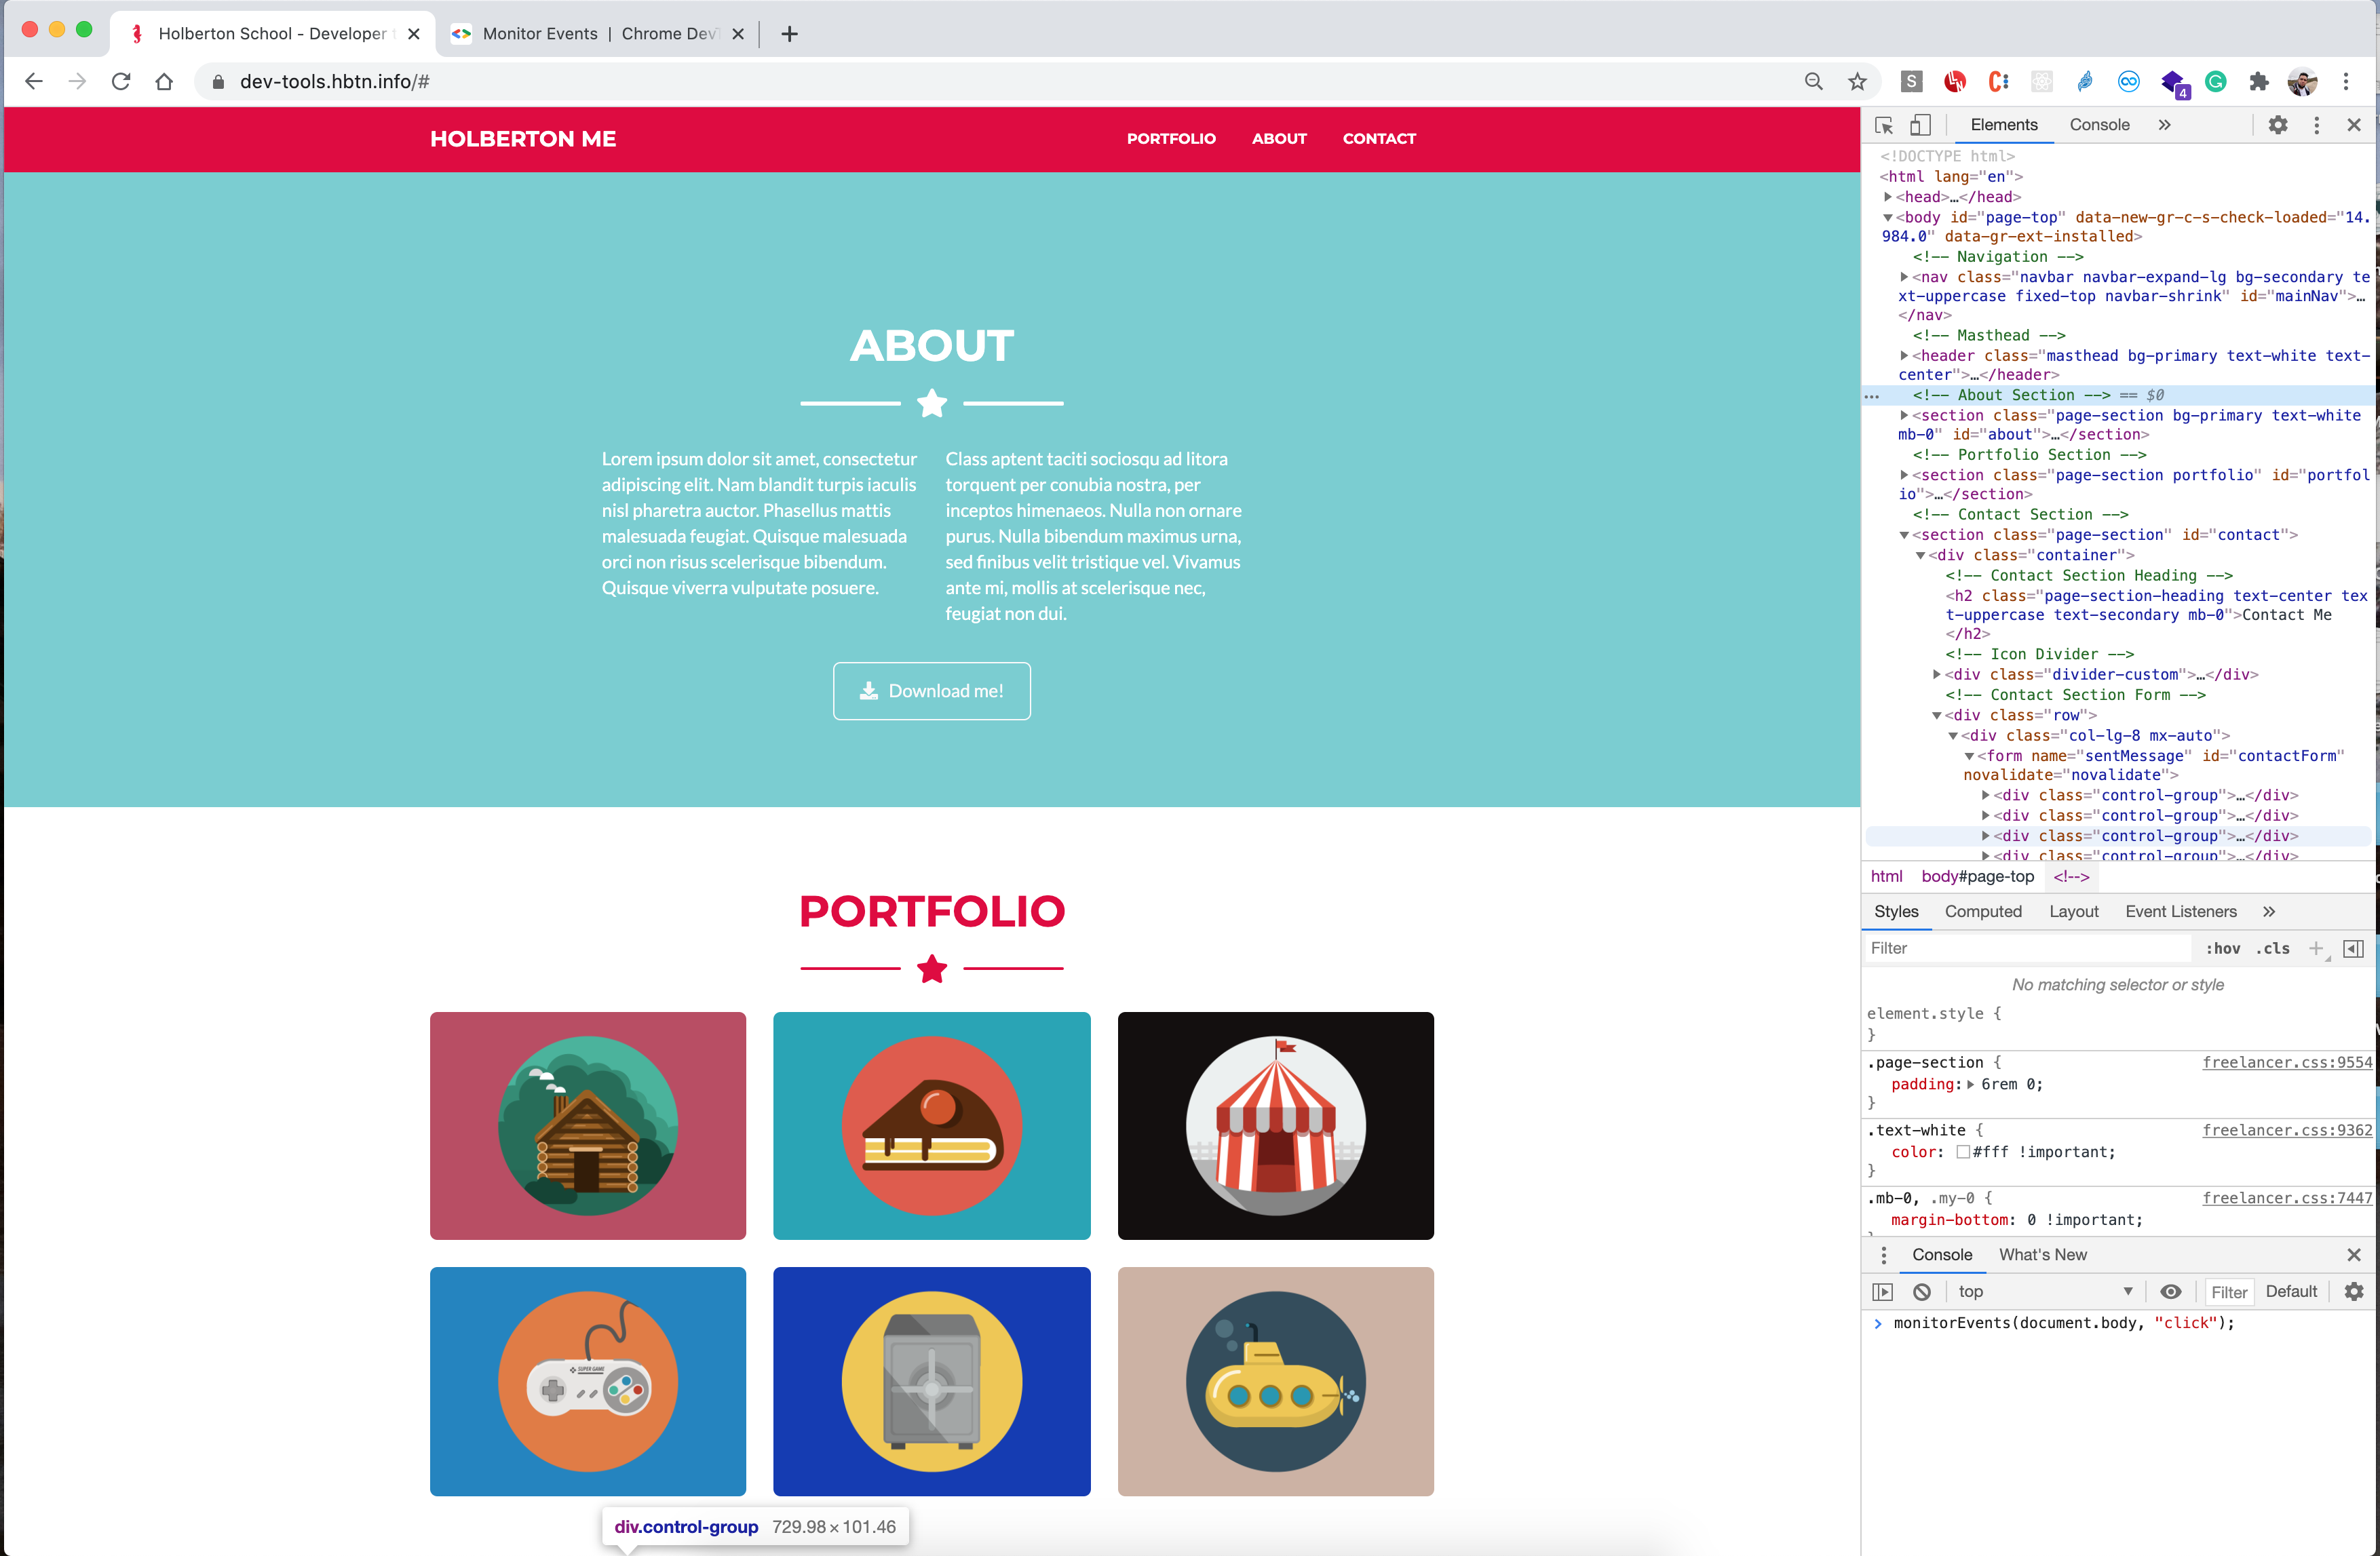 Holberton School - Developer
Monitor Events | Chrome Dev
dev-tools.hbtn.info/#
S
4
HOLBERTON ME
PORTFOLIO
ABOUT
CONTACT
ABOUT
Lorem ipsum dolor sit amet, consectetur
adipiscing elit. Nam blandit turpis iaculis
nisl pharetra auctor. Phasellus mattis
malesuada feugiat. Quisque malesuada
orci non risus scelerisque bibendum.
Quisque viverra vulputate posuere.
Class aptent taciti sociosqu ad litora
torquent per conubia nostra, per
inceptos himenaeos. Nulla non ornare
purus. Nulla bibendum maximus urna,
sed finibus velit tristique vel. Vivamus
ante mi, mollis at scelerisque nec,
feugiat non dui.
Download me!
PORTFOLIO
SUPER GAME
div.control-group 729.98 × 101.46
Elements
Console
<!DOCTYPE html>
<html lang="en">
<head>…</head>
<body id="page-top" data-new-gr-c-s-check-loaded="14.
984.0" data-gr-ext-installed>
<!-- Navigation -->
<nav class="navbar navbar-expand-lg bg-secondary te
xt-uppercase fixed-top navbar-shrink" id="mainNav">…
</nav>
<!-- Masthead -->
<header class="masthead bg-primary text-white text-
center">…</header>
<!-- About Section --> == $0
<section class="page-section bg-primary text-white
mb-0" id="about">…</section>
<!-- Portfolio Section -->
<section class="page-section portfolio" id="portfol
io">…</section>
<!-- Contact Section -->
<section class="page-section" id="contact">
<div class="container">
<!-- Contact Section Heading -->
<h2 class="page-section-heading text-center tex
t-uppercase text-secondary mb-0">Contact Me
</h2>
<!-- Icon Divider -->
<div class="divider-custom">…</div>
<!-- Contact Section Form -->
<div class="row">
<div class="col-lg-8 mx-auto">
<form name="sentMessage" id="contactForm"
novalidate="novalidate">
<div class="control-group">…</div>
<div class="control-group">…</div>
<div class="control-group">…</div>
<div class="control-group">…</div>
html body#page-top <!-->
Styles Computed Layout Event Listeners
Filter :hov .cls
No matching selector or style
element.style {
}
.page-section { freelancer.css:9554
padding: 6rem 0;
}
.text-white { freelancer.css:9362
color: #fff !important;
}
.mb-0, .my-0 { freelancer.css:7447
margin-bottom: 0 !important;
}
Console What's New
top Filter Default
monitorEvents(document.body, "click");